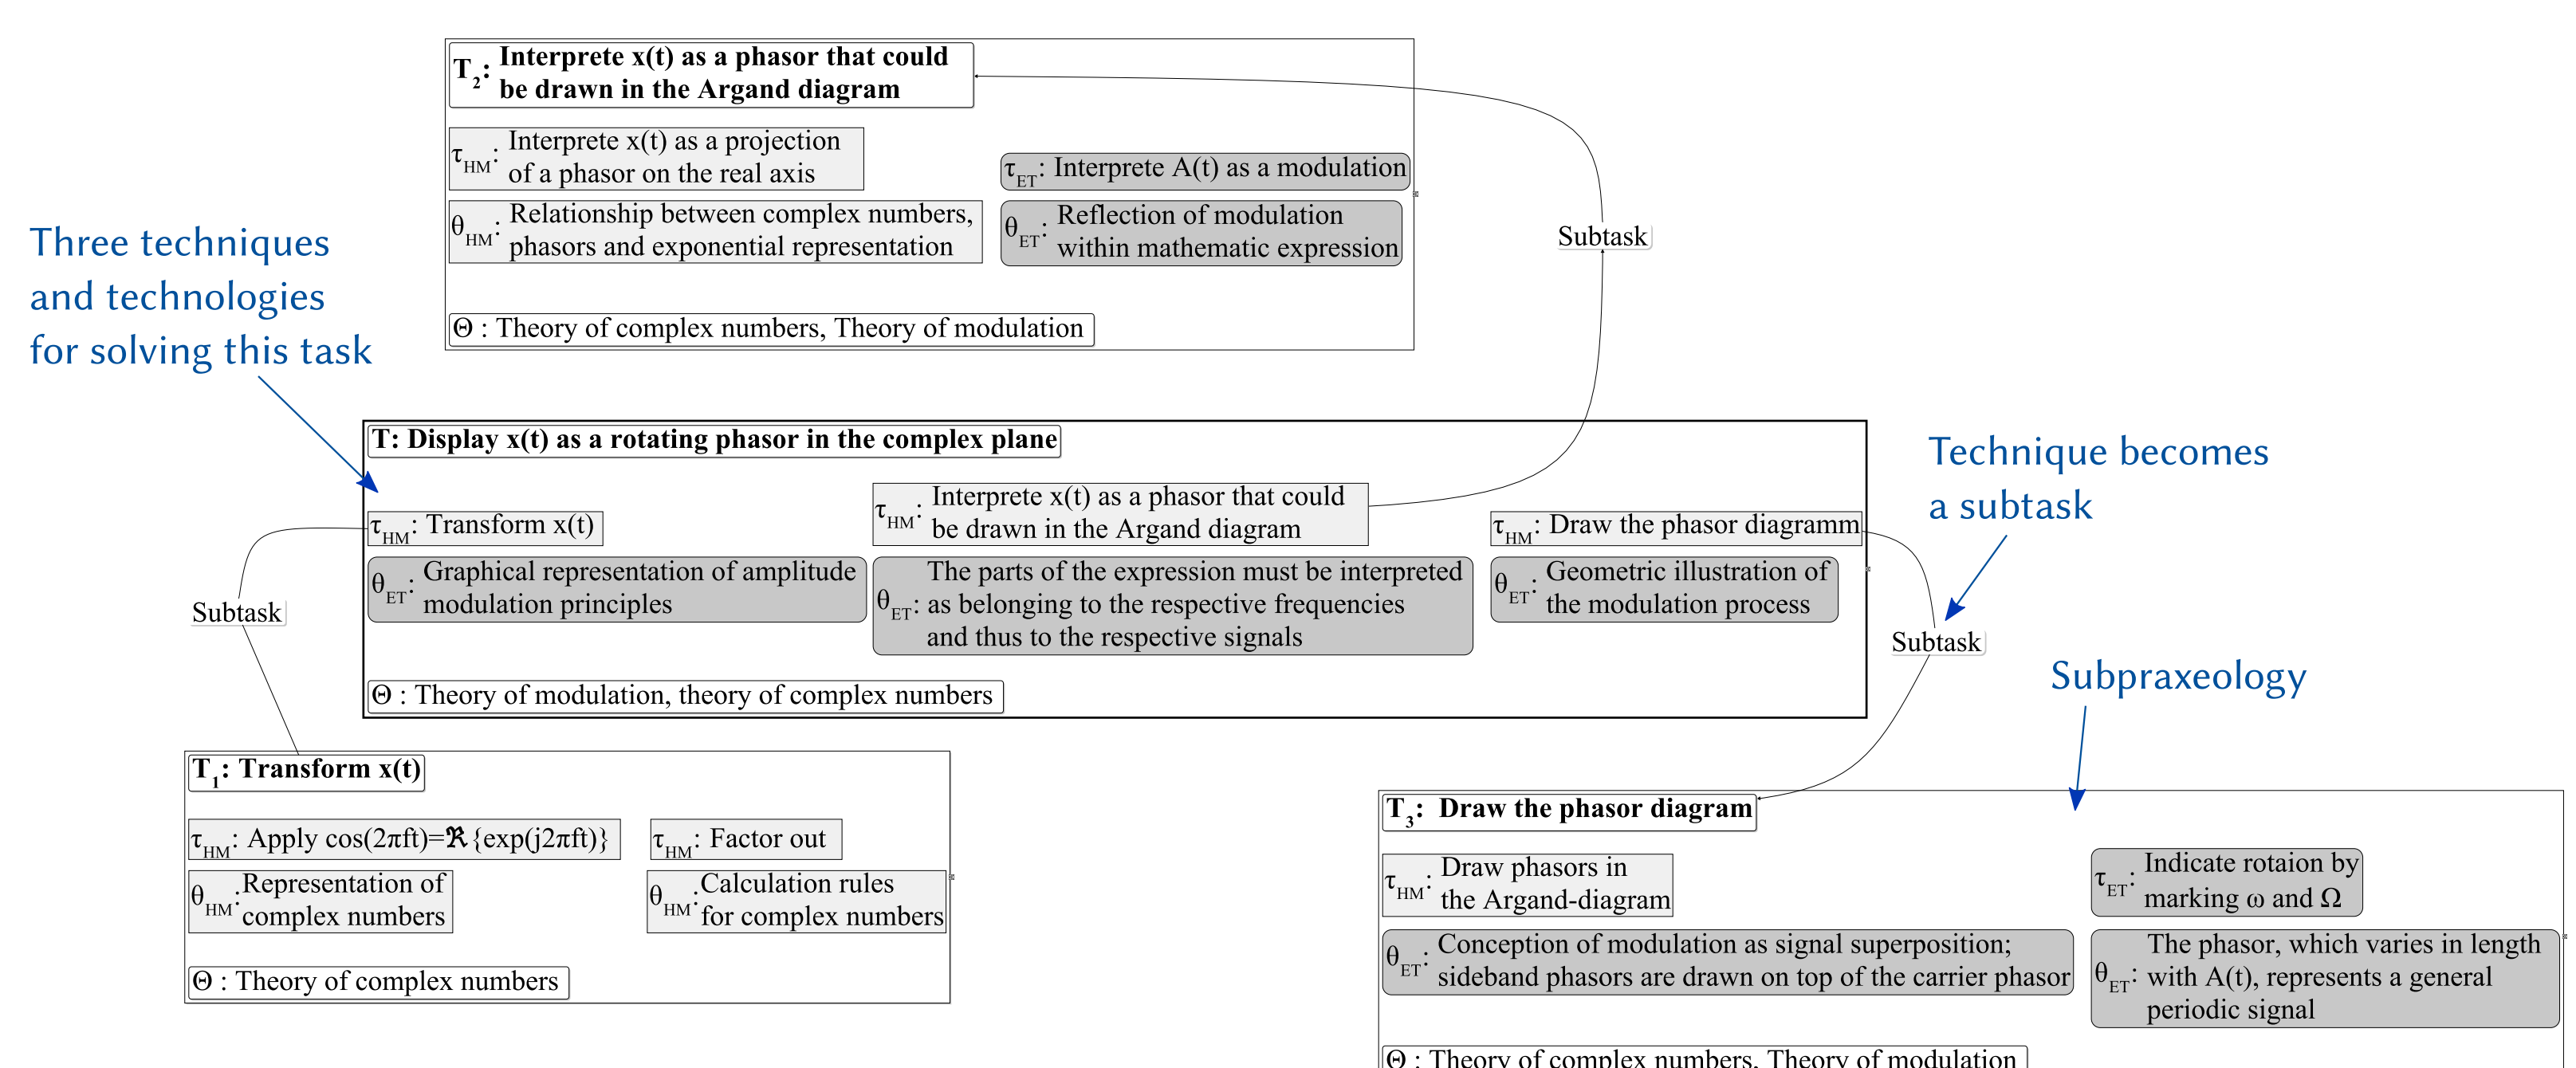 T2: Interprete x(t) as a phasor that could
be drawn in the Argand diagram
τHM: Interprete x(t) as a projection
of a phasor on the real axis
τET: Interprete A(t) as a modulation
θHM: Relationship between complex numbers,
phasors and exponential representation
θET: Reflection of modulation
within mathematic expression
Θ : Theory of complex numbers, Theory of modulation
Three techniques
and technologies
for solving this task
Subtask
T: Display x(t) as a rotating phasor in the complex plane
τHM: Transform x(t)
τHM: Interprete x(t) as a phasor that could
be drawn in the Argand diagram
τHM: Draw the phasor diagramm
θET: Graphical representation of amplitude
modulation principles
θET: The parts of the expression must be interpreted
as belonging to the respective frequencies
and thus to the respective signals
θET: Geometric illustration of
the modulation process
Θ : Theory of modulation, theory of complex numbers
Technique becomes
a subtask
Subtask
Subtask
Subpraxeology
T1: Transform x(t)
τHM: Apply cos(2πft)=ℜ{exp(j2πft)}
τHM: Factor out
θHM: Representation of
complex numbers
θHM: Calculation rules
for complex numbers
Θ : Theory of complex numbers
T3: Draw the phasor diagram
τHM: Draw phasors in
the Argand-diagram
τET: Indicate rotaion by
marking ω and Ω
θET: Conception of modulation as signal superposition;
sideband phasors are drawn on top of the carrier phasor
θET: The phasor, which varies in length
with A(t), represents a general
periodic signal
Θ : Theory of complex numbers, Theory of modulation